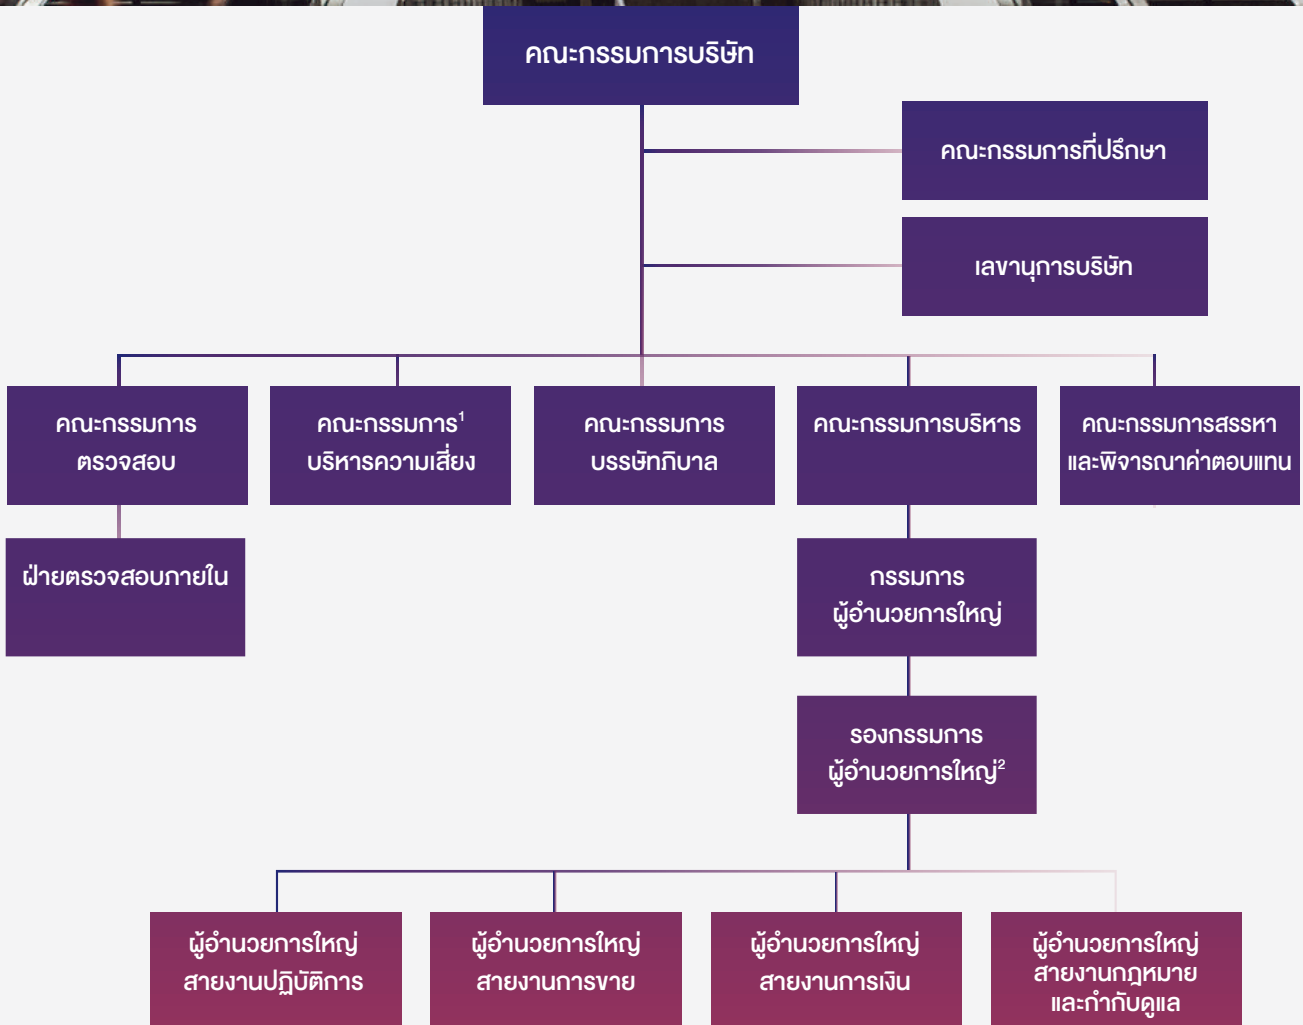 คณะกรรมการบริษัท
คณะกรรมการที่ปรึกษา
เลขานุการบริษัท
คณะกรรมการ
ตรวจสอบ
คณะกรรมการ¹
บริหารความเสี่ยง
คณะกรรมการ
บรรษัทภิบาล
คณะกรรมการบริหาร
คณะกรรมการสรรหา
และพิจารณาค่าตอบแทน
ฝ่ายตรวจสอบภายใน
กรรมการ
ผู้อำนวยการใหญ่
รองกรรมการ
ผู้อำนวยการใหญ่²
ผู้อำนวยการใหญ่
สายงานปฏิบัติการ
ผู้อำนวยการใหญ่
สายงานการขาย
ผู้อำนวยการใหญ่
สายงานการเงิน
ผู้อำนวยการใหญ่
สายงานกฎหมาย
และกำกับดูแล